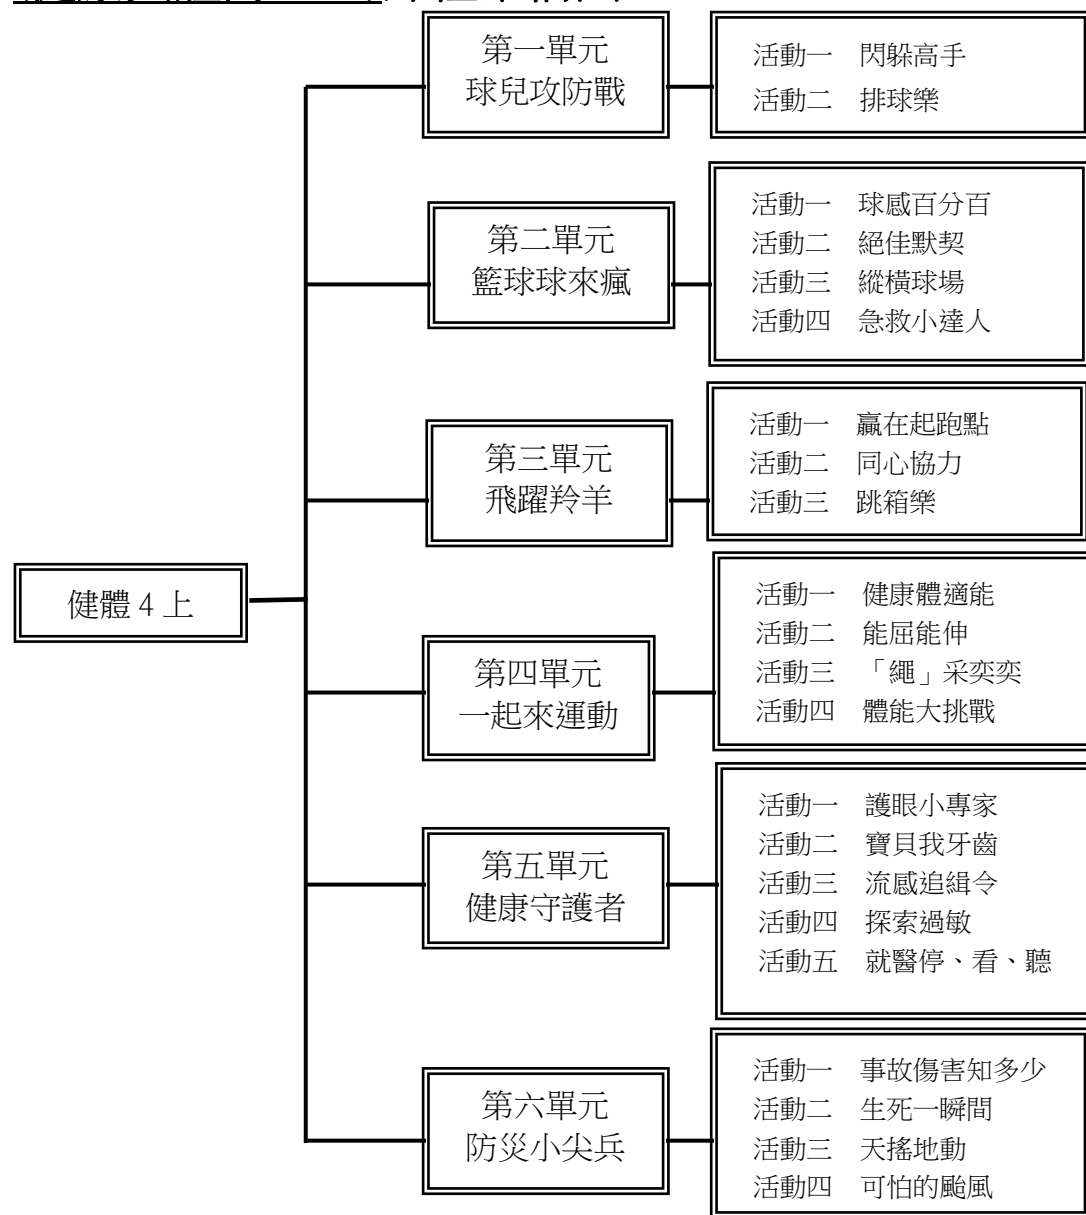 第一單元
球兒攻防戰
活動一 閃躲高手
活動二 排球樂
第二單元
籃球球來瘋
活動一 球感百分百
活動二 絕佳默契
活動三 縱橫球場
活動四 急救小達人
第三單元
飛躍羚羊
活動一 贏在起跑點
活動二 同心協力
活動三 跳箱樂
健體4上
第四單元
一起來運動
活動一 健康體適能
活動二 能屈能伸
活動三 「繩」采奕奕
活動四 體能大挑戰
第五單元
健康守護者
活動一 護眼小專家
活動二 寶貝我牙齒
活動三 流感追緝令
活動四 探索過敏
活動五 就醫停、看、聽
第六單元
防災小尖兵
活動一 事故傷害知多少
活動二 生死一瞬間
活動三 天搖地動
活動四 可怕的颱風